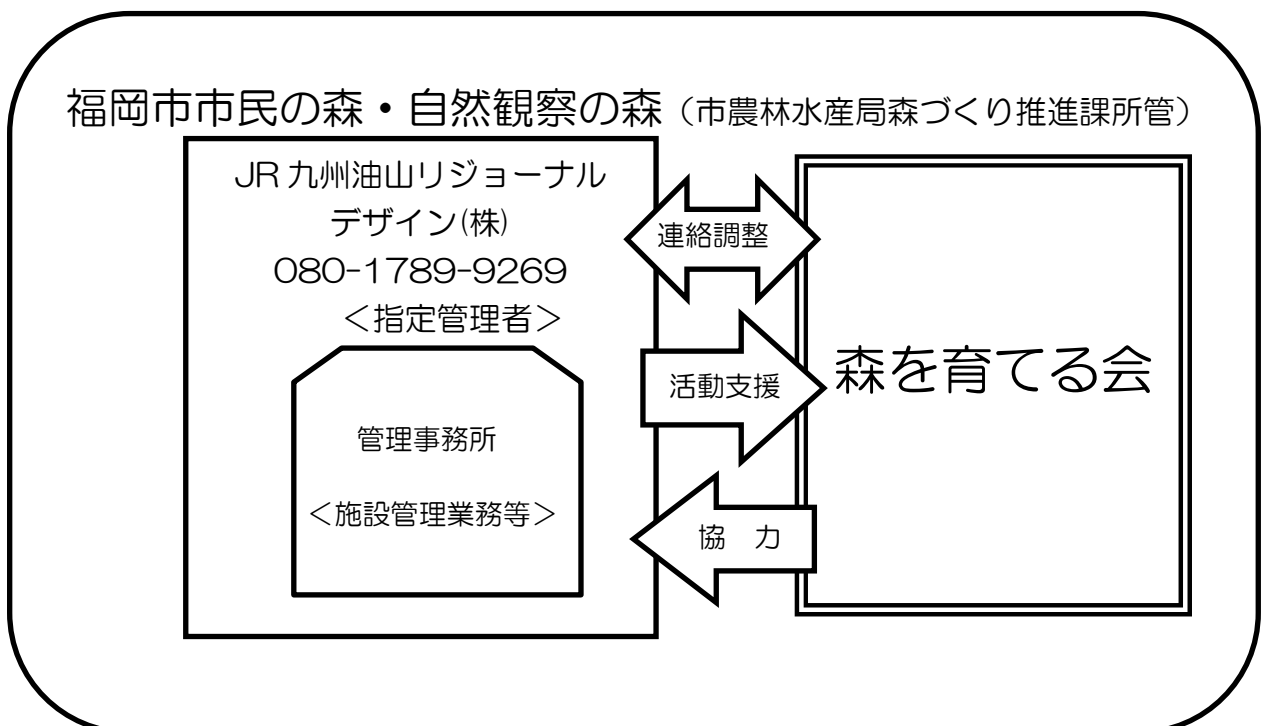 福岡市市民の森・自然観察の森（市農林水産局森づくり推進課所管）
JR九州油山リジョーナル
デザイン(株)
080-1789-9269
＜指定管理者＞
管理事務所
＜施設管理業務等＞
連絡調整
活動支援
協　力
森を育てる会